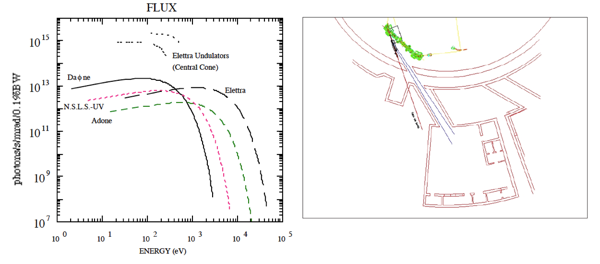 FLUX
10^15
Elettra Undulators
(Central Cone)
Daφne
10^13
Elettra
N.S.L.S.-UV
Adone
10^11
10^9
10^7
photons/s/mrad/0.1%BW
10^0 10^1 10^2 10^3 10^4 10^5
ENERGY (eV)